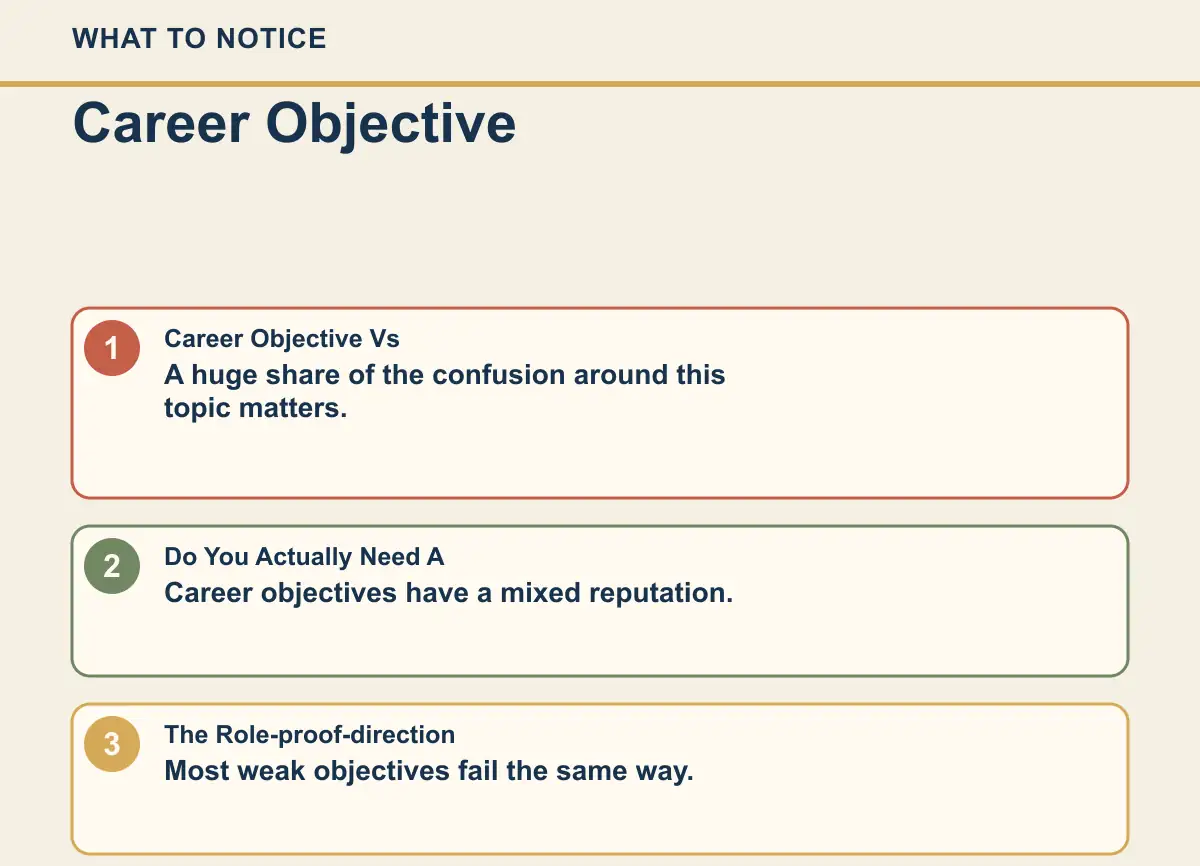 WHAT TO NOTICE
Career Objective
1
Career Objective Vs
A huge share of the confusion around this
topic matters.
2
Do You Actually Need A
Career objectives have a mixed reputation.
3
The Role-proof-direction
Most weak objectives fail the same way.